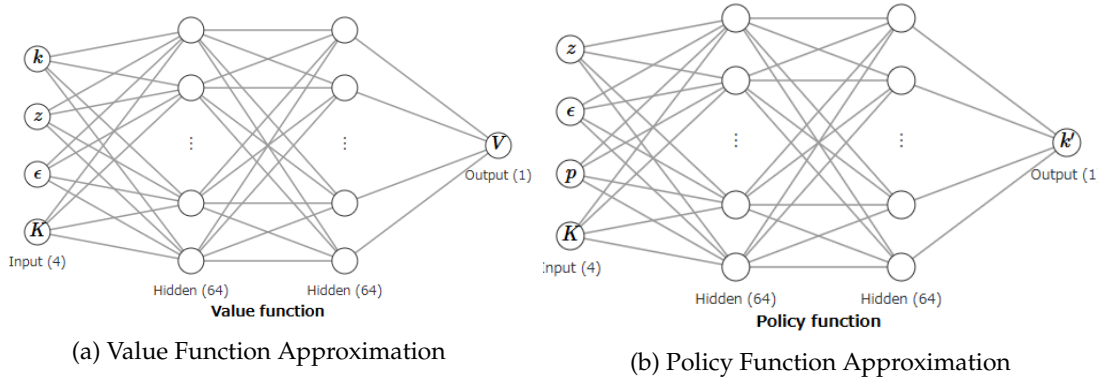 k
z
ϵ
K
Input (4)
⋮
⋮
Hidden (64)
Hidden (64)
V
Output (1)
Value function
(a) Value Function Approximation
z
ϵ
p
K
Input (4)
⋮
⋮
Hidden (64)
Hidden (64)
k′
Output (1
Policy function
(b) Policy Function Approximation